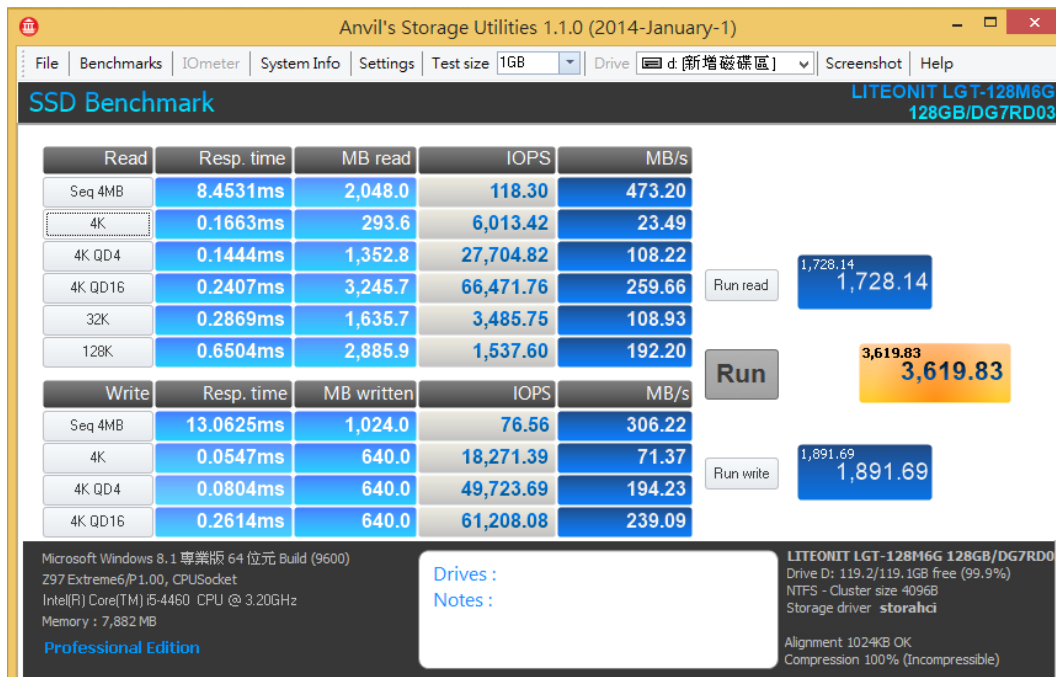 Anvil's Storage Utilities 1.1.0 (2014-January-1)
File Benchmarks IOmeter System Info Settings Test size 1GB Drive d: [新增磁碟區] Screenshot Help
SSD Benchmark
LITEONIT LGT-128M6G
128GB/DG7RD03
Read Resp. time MB read IOPS MB/s
Seq 4MB 8.4531ms 2,048.0 118.30 473.20
4K 0.1663ms 293.6 6,013.42 23.49
4K QD4 0.1444ms 1,352.8 27,704.82 108.22
4K QD16 0.2407ms 3,245.7 66,471.76 259.66
32K 0.2869ms 1,635.7 3,485.75 108.93
128K 0.6504ms 2,885.9 1,537.60 192.20
Run read
1,728.14
1,728.14
Run
3,619.83
3,619.83
Write Resp. time MB written IOPS MB/s
Seq 4MB 13.0625ms 1,024.0 76.56 306.22
4K 0.0547ms 640.0 18,271.39 71.37
4K QD4 0.0804ms 640.0 49,723.69 194.23
4K QD16 0.2614ms 640.0 61,208.08 239.09
Run write
1,891.69
1,891.69
Microsoft Windows 8.1 專業版 64 位元 Build (9600)
Z97 Extreme6/P1.00, CPUSocket
Intel(R) Core(TM) i5-4460 CPU @ 3.20GHz
Memory : 7,882 MB
Professional Edition
Drives :
Notes :
LITEONIT LGT-128M6G 128GB/DG7RD0
Drive D: 119.2/119.1GB free (99.9%)
NTFS - Cluster size 4096B
Storage driver storahci
Alignment 1024KB OK
Compression 100% (Incompressible)